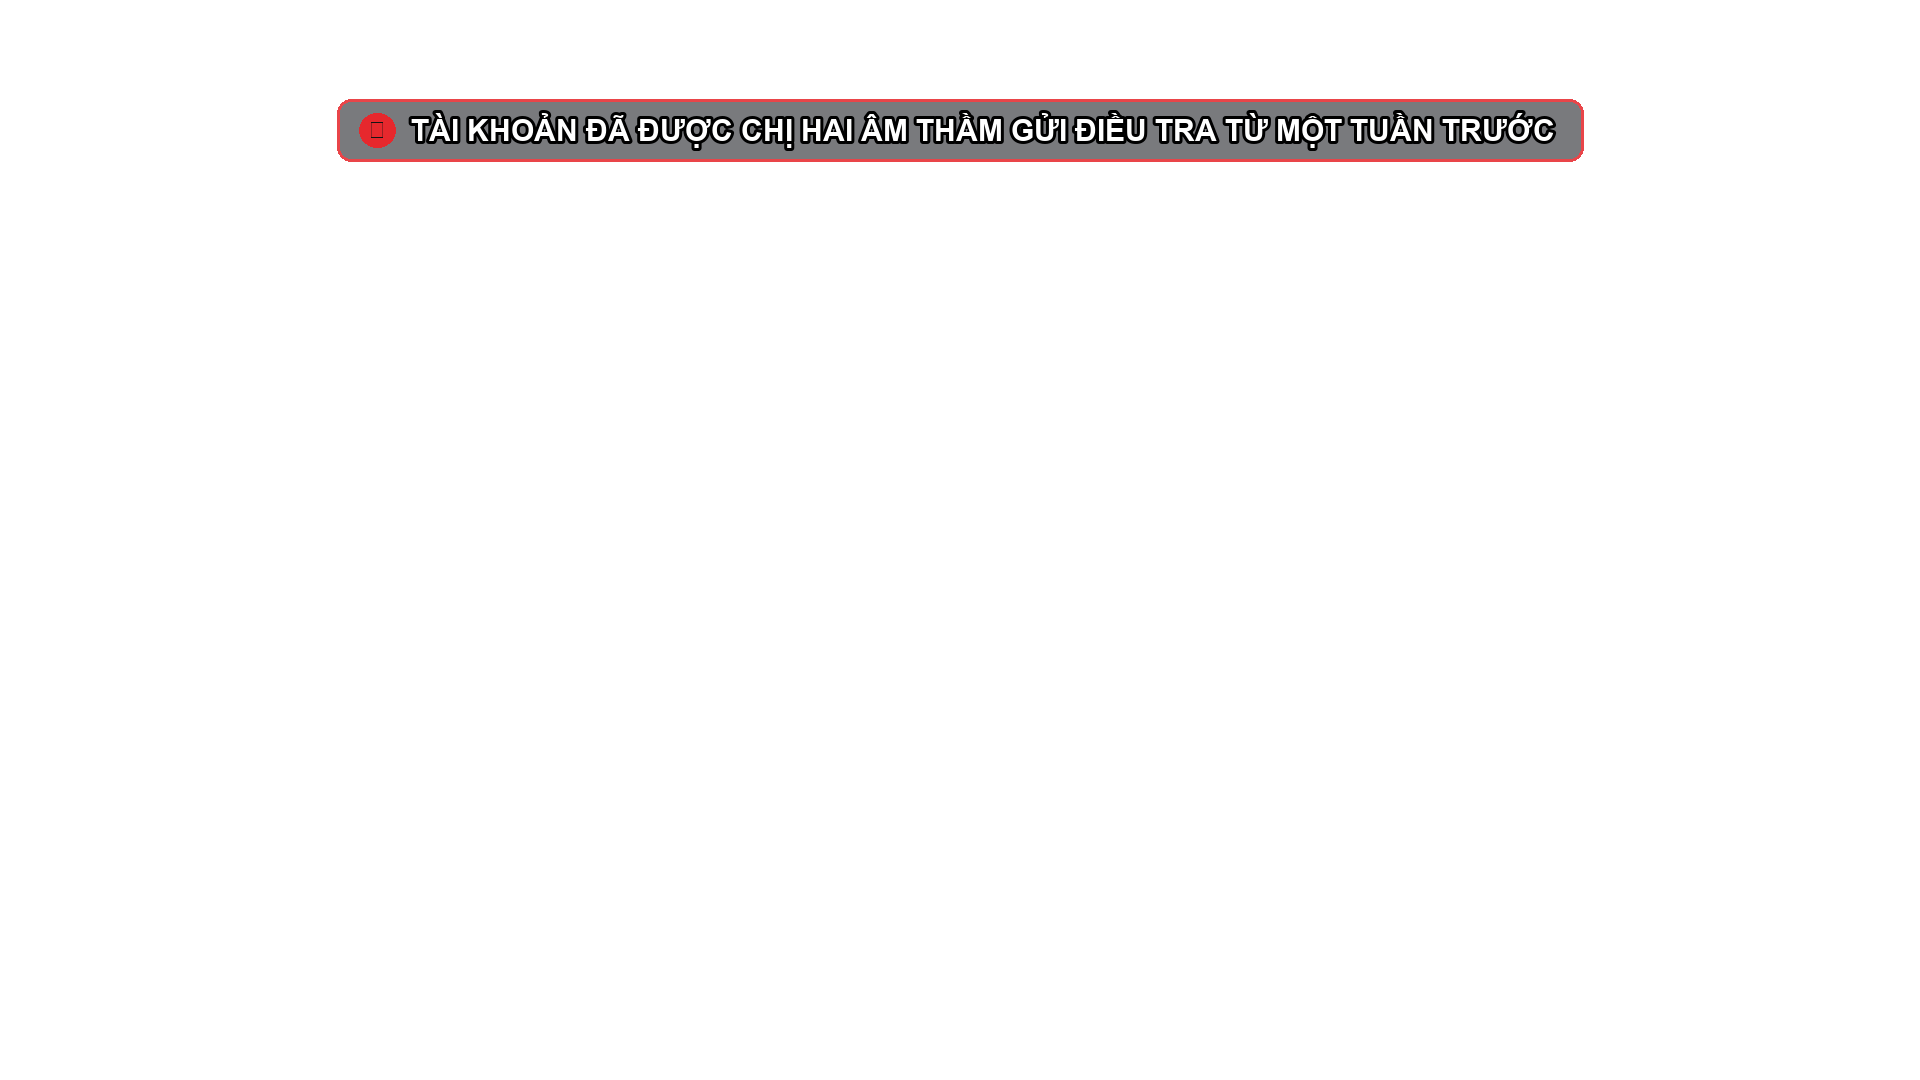 TÀI KHOẢN ĐÃ ĐƯỢC CHỊ HAI ÂM THẦM GỬI ĐIỀU TRA TỪ MỘT TUẦN TRƯỚC